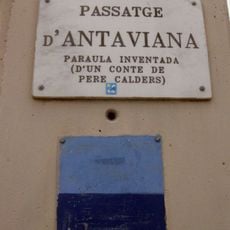 PASSATGE
D'ANTAVIANA
PARAULA INVENTADA
(D'UN CONTE DE
PERE CALDERS)